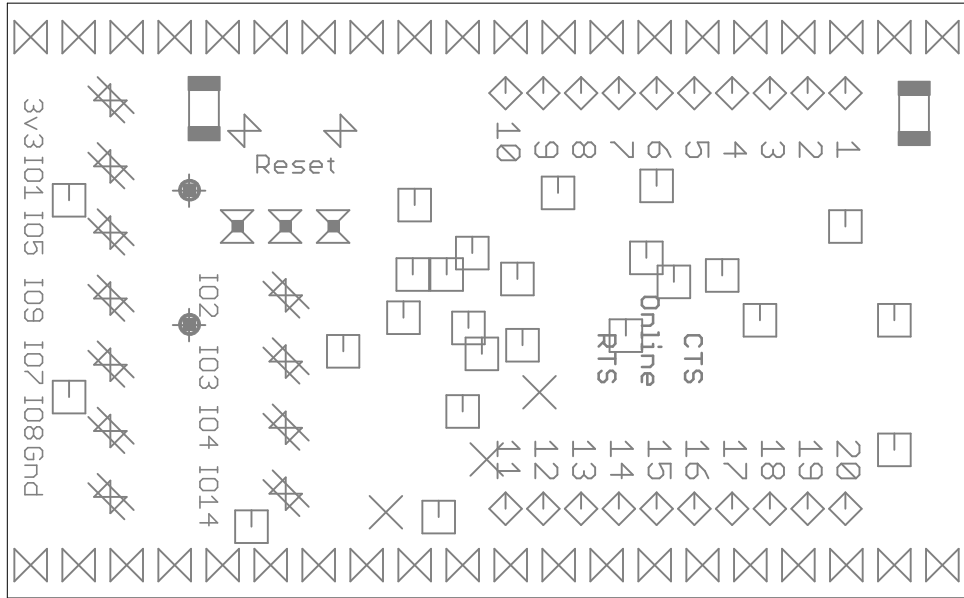 10 9 8 7 6 5 4 3 2 1
Reset
3v3 IO1 IO5 IO9 IO7 IO8 Gnd
IO2 IO3 IO4 IO14
RTS
Online
CTS
11 12 13 14 15 16 17 18 19 20